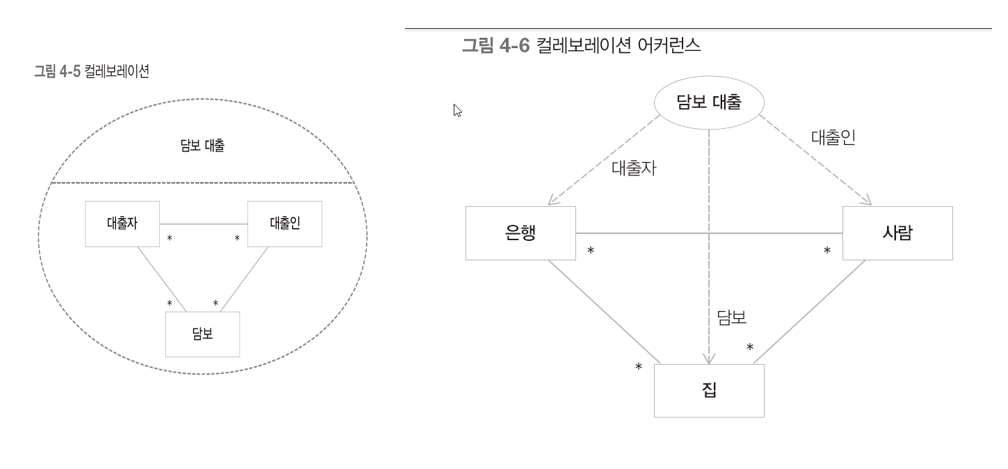 그림 4-5 컬레보레이션
담보 대출
대출자
대출인
*
*
*
*
담보
그림 4-6 컬레보레이션 어커런스
담보 대출
대출자
대출인
은행
사람
*
*
담보
*
*
집